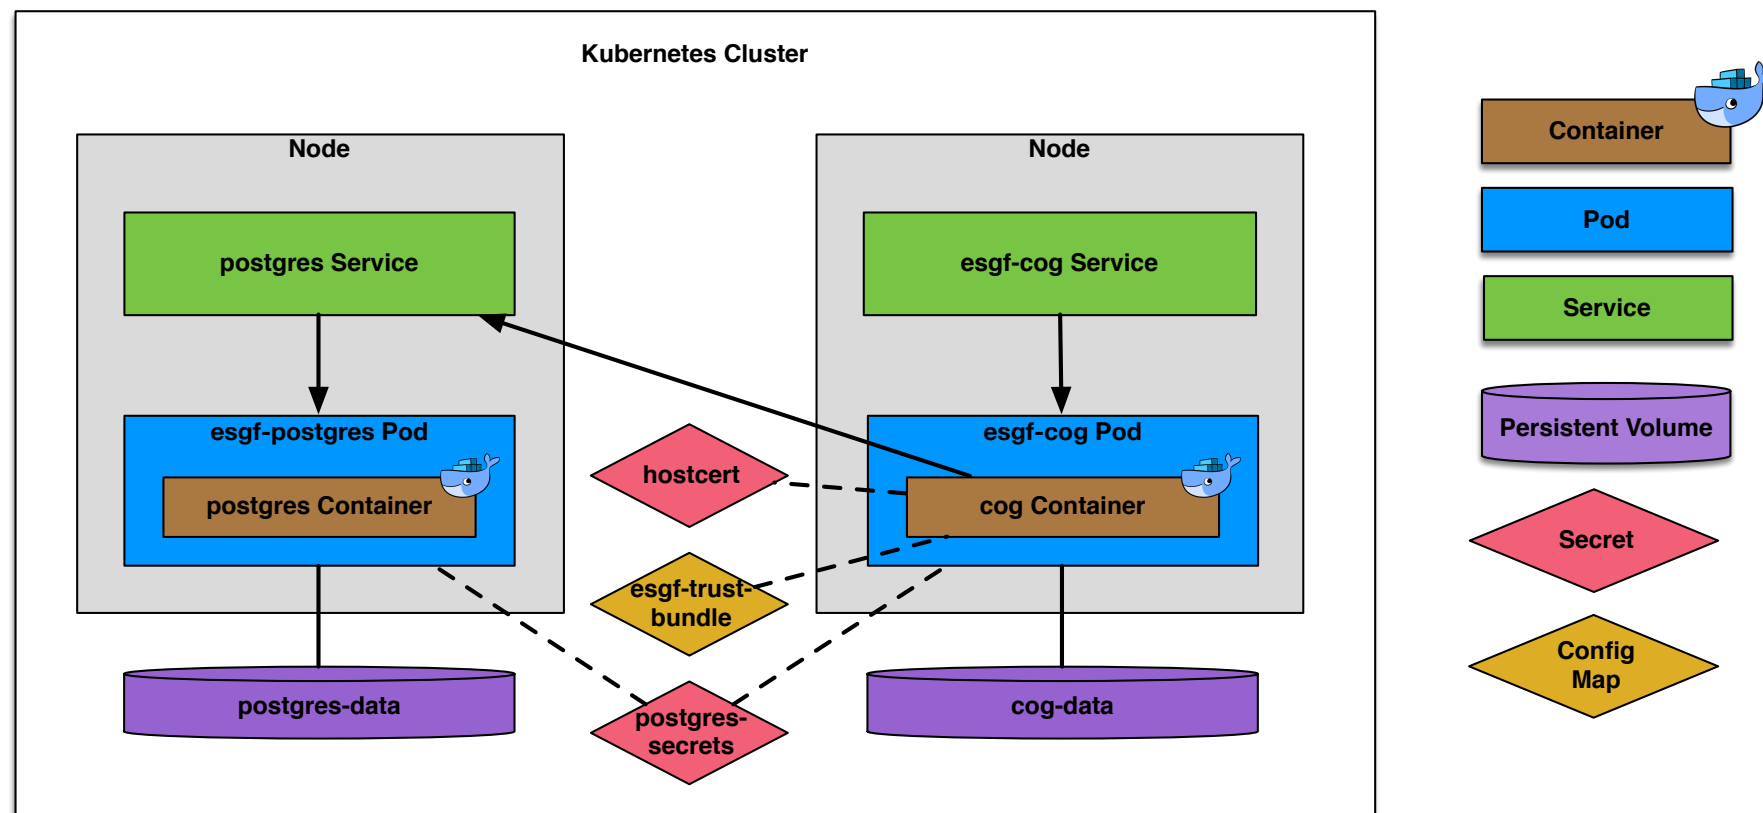 Kubernetes Cluster
Node
postgres Service
esgf-postgres Pod
postgres Container
postgres-data
hostcert
esgf-trust-
bundle
postgres-
secrets
Node
esgf-cog Service
esgf-cog Pod
cog Container
cog-data
Container
Pod
Service
Persistent Volume
Secret
Config
Map